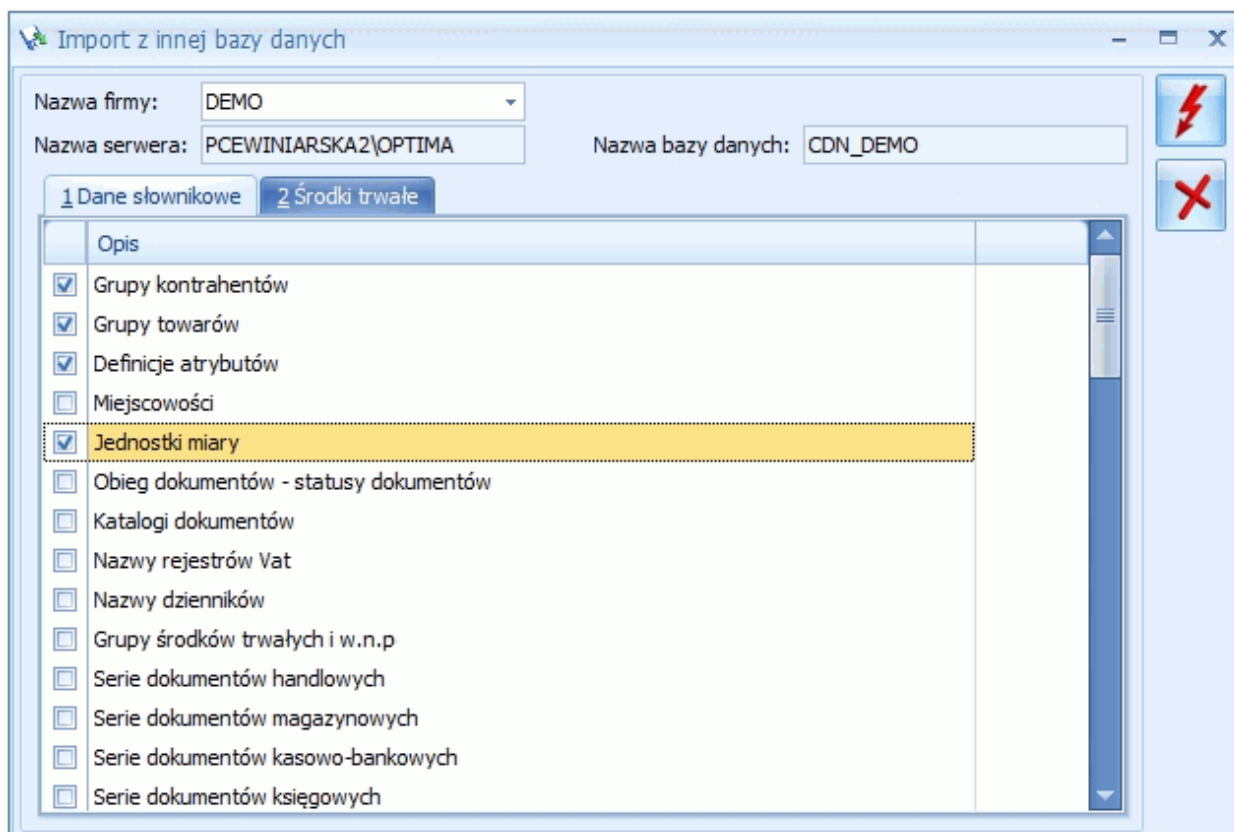 Import z innej bazy danych
Nazwa firmy: DEMO
Nazwa serwera: PCEWINIARSKA2\OPTIMA Nazwa bazy danych: CDN_DEMO
1 Dane słownikowe 2 Środki trwałe
Opis
Grupy kontrahentów
Grupy towarów
Definicje atrybutów
Miejscowości
Jednostki miary
Obieg dokumentów - statusy dokumentów
Katalogi dokumentów
Nazwy rejestrów Vat
Nazwy dzienników
Grupy środków trwałych i w.n.p
Serie dokumentów handlowych
Serie dokumentów magazynowych
Serie dokumentów kasowo-bankowych
Serie dokumentów księgowych